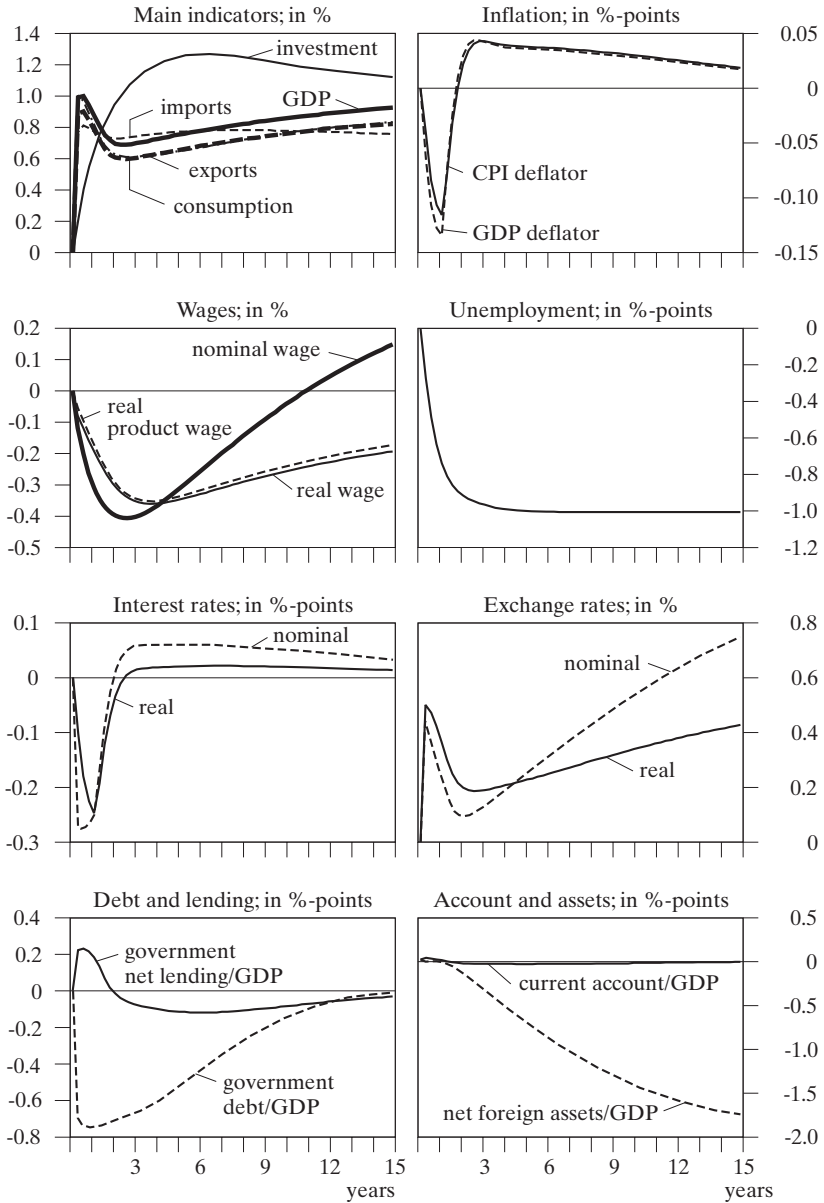 Main indicators; in %
1.4
1.2
1.0
0.8
0.6
0.4
0.2
0
investment
imports
GDP
exports
consumption
Inflation; in %-points
0.05
0
-0.05
-0.10
-0.15
CPI deflator
GDP deflator
Wages; in %
0.2
0.1
0
-0.1
-0.2
-0.3
-0.4
-0.5
nominal wage
real
product wage
real wage
Unemployment; in %-points
0
-0.2
-0.4
-0.6
-0.8
-1.0
-1.2
Interest rates; in %-points
0.1
0
-0.1
-0.2
-0.3
nominal
real
Exchange rates; in %
0.8
0.6
0.4
0.2
0
nominal
real
Debt and lending; in %-points
0.4
0.2
0
-0.2
-0.4
-0.6
-0.8
government
net lending/GDP
government
debt/GDP
3 6 9 12 15
years
Account and assets; in %-points
0.5
0
-0.5
-1.0
-1.5
-2.0
current account/GDP
net foreign assets/GDP
3 6 9 12 15
years